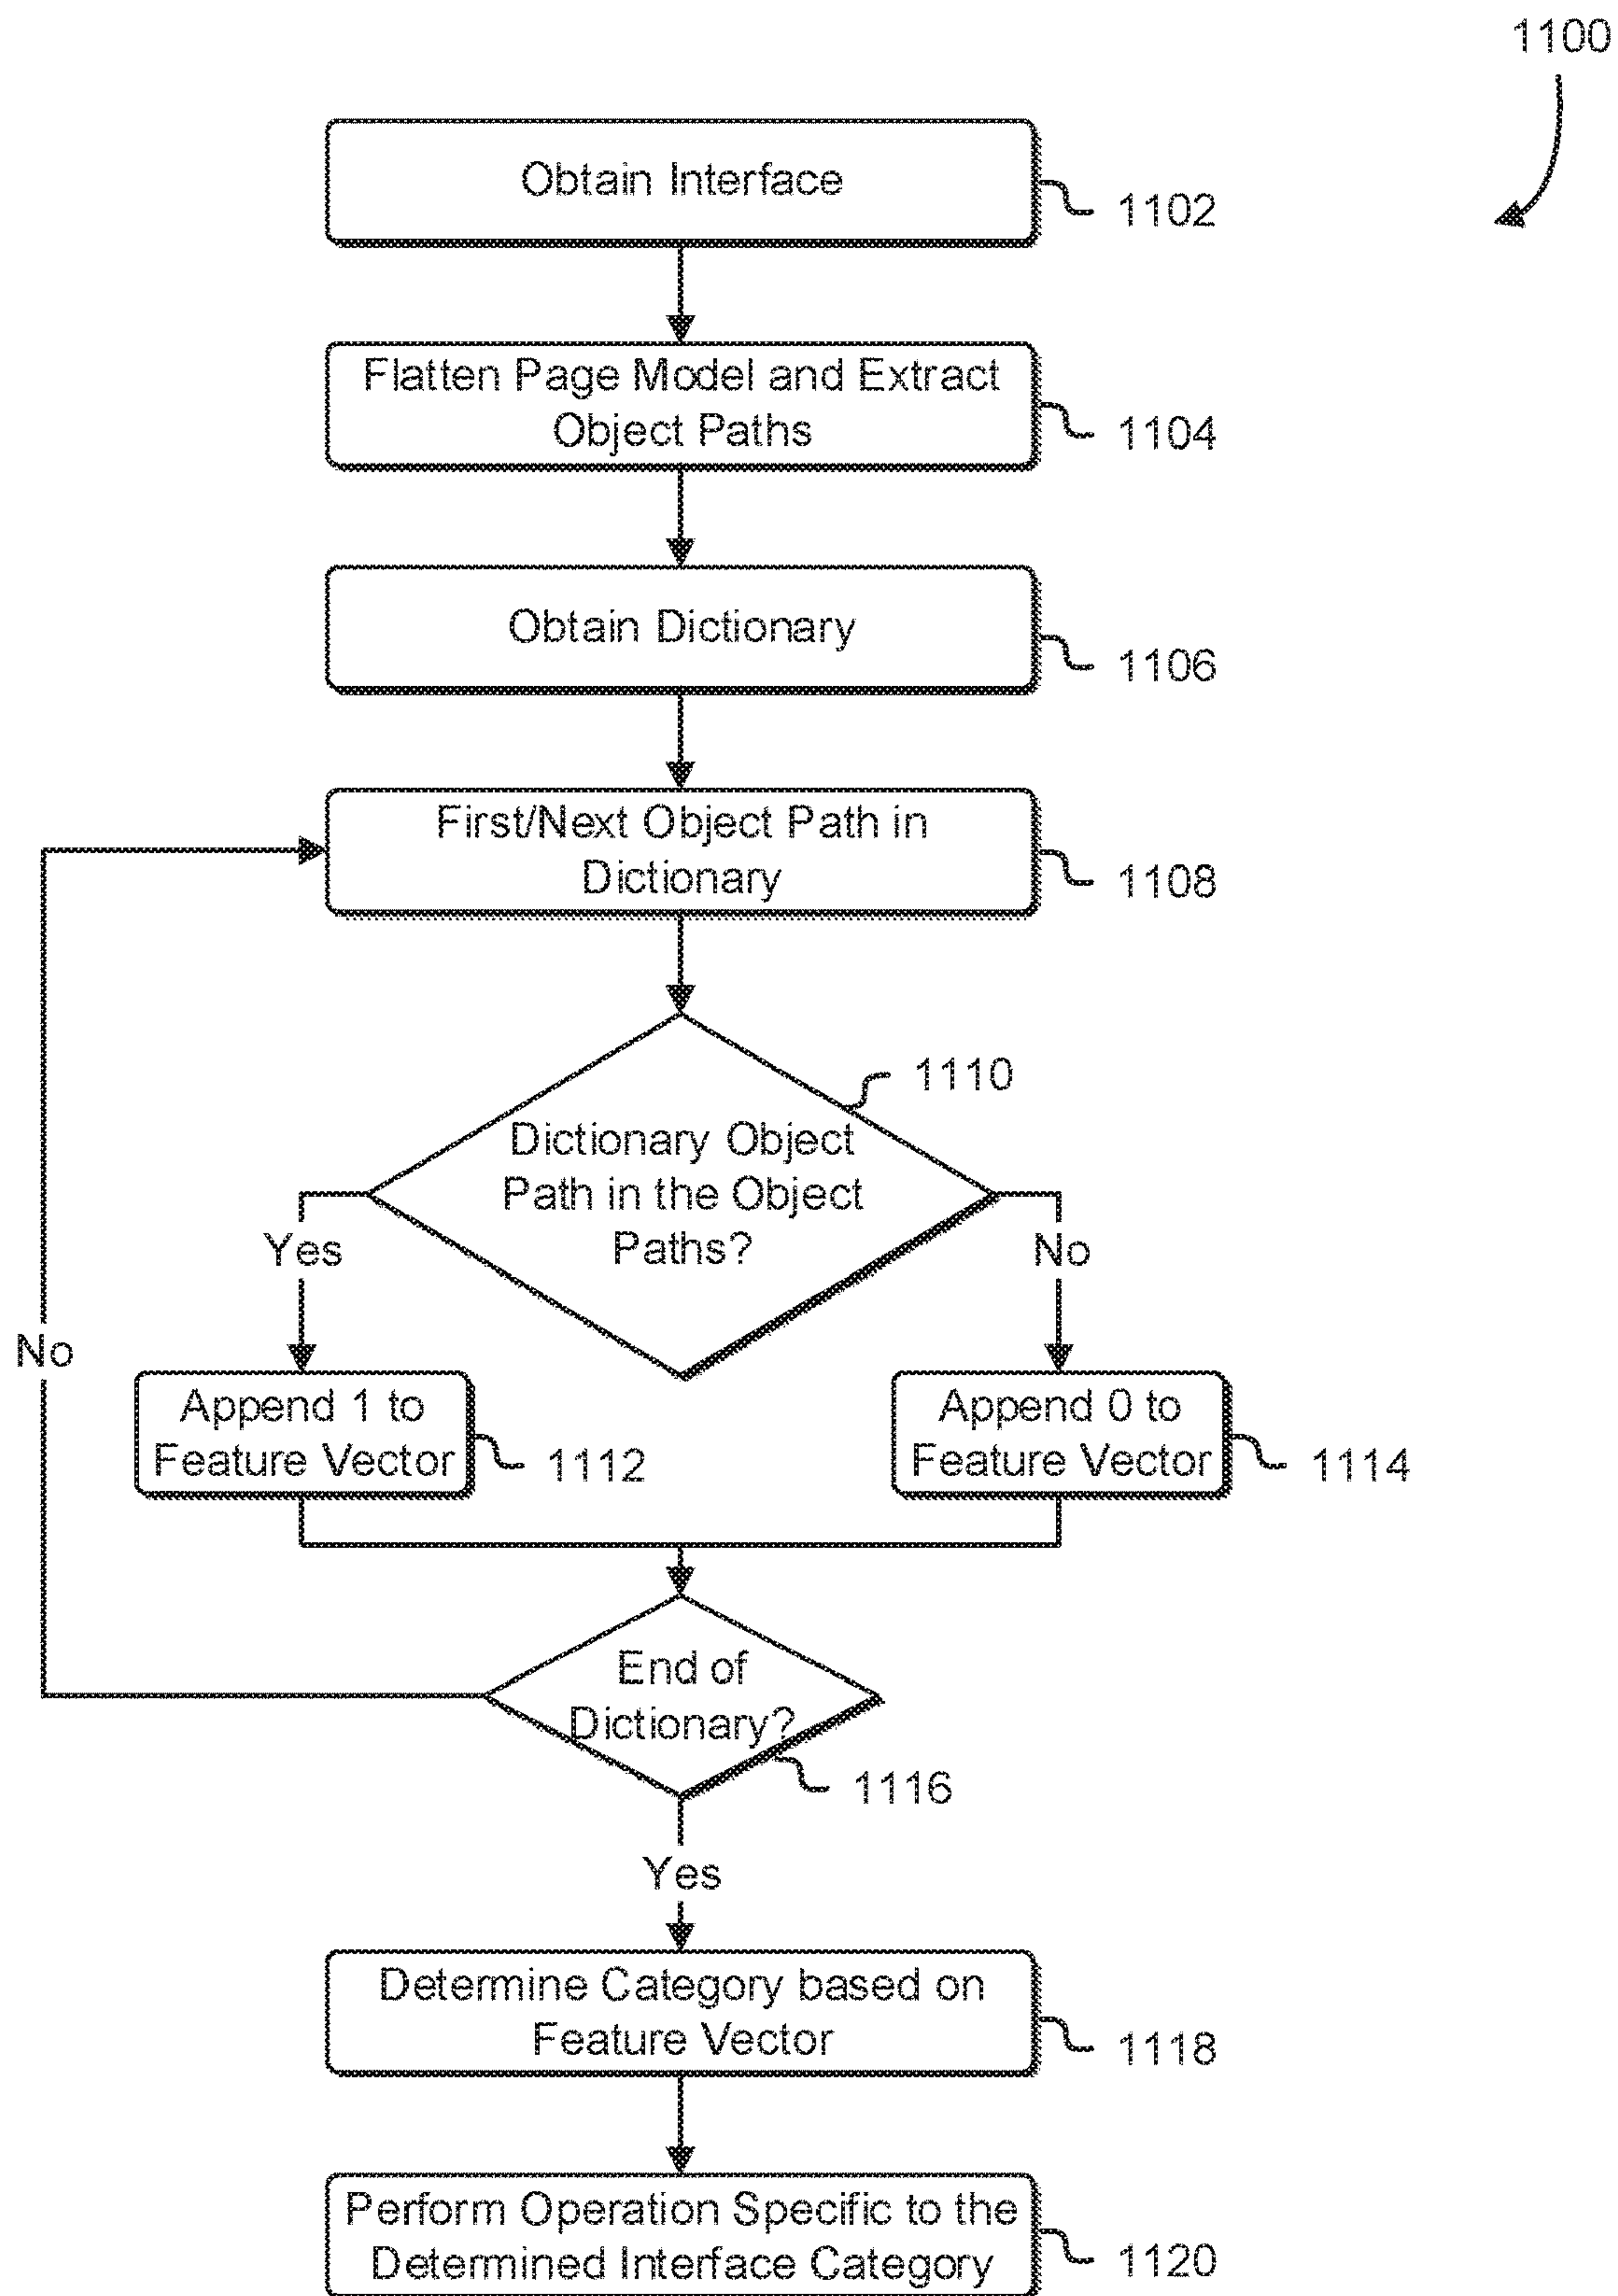 1100
Obtain Interface
1102
Flatten Page Model and Extract
Object Paths
1104
Obtain Dictionary
1106
First/Next Object Path in
Dictionary
1108
1110
Dictionary Object
Path in the Object
Paths?
Yes
No
No
Append 1 to
Feature Vector
1112
Append 0 to
Feature Vector
1114
End of
Dictionary?
1116
Yes
Determine Category based on
Feature Vector
1118
Perform Operation Specific to the
Determined Interface Category
1120